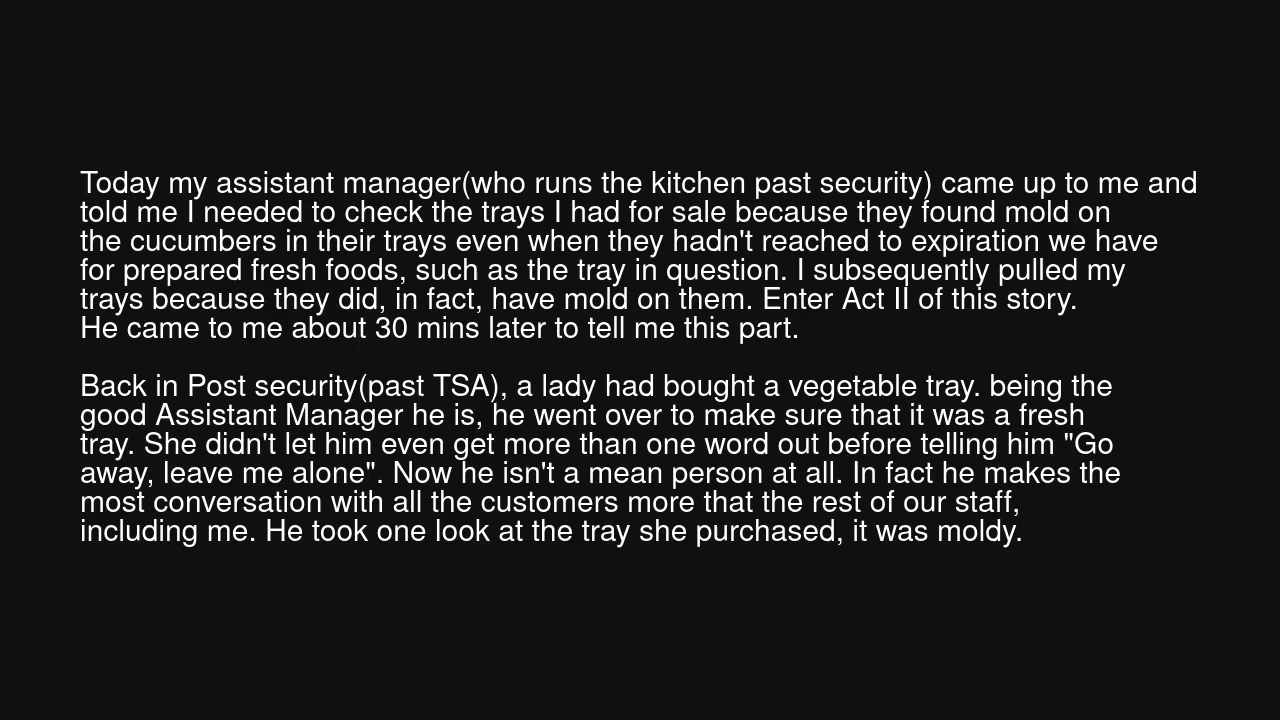 Today my assistant manager(who runs the kitchen past security) came up to me and
told me I needed to check the trays I had for sale because they found mold on
the cucumbers in their trays even when they hadn't reached to expiration we have
for prepared fresh foods, such as the tray in question. I subsequently pulled my
trays because they did, in fact, have mold on them. Enter Act II of this story.
He came to me about 30 mins later to tell me this part.

Back in Post security(past TSA), a lady had bought a vegetable tray. being the
good Assistant Manager he is, he went over to make sure that it was a fresh
tray. She didn't let him even get more than one word out before telling him "Go
away, leave me alone". Now he isn't a mean person at all. In fact he makes the
most conversation with all the customers more that the rest of our staff,
including me. He took one look at the tray she purchased, it was moldy.